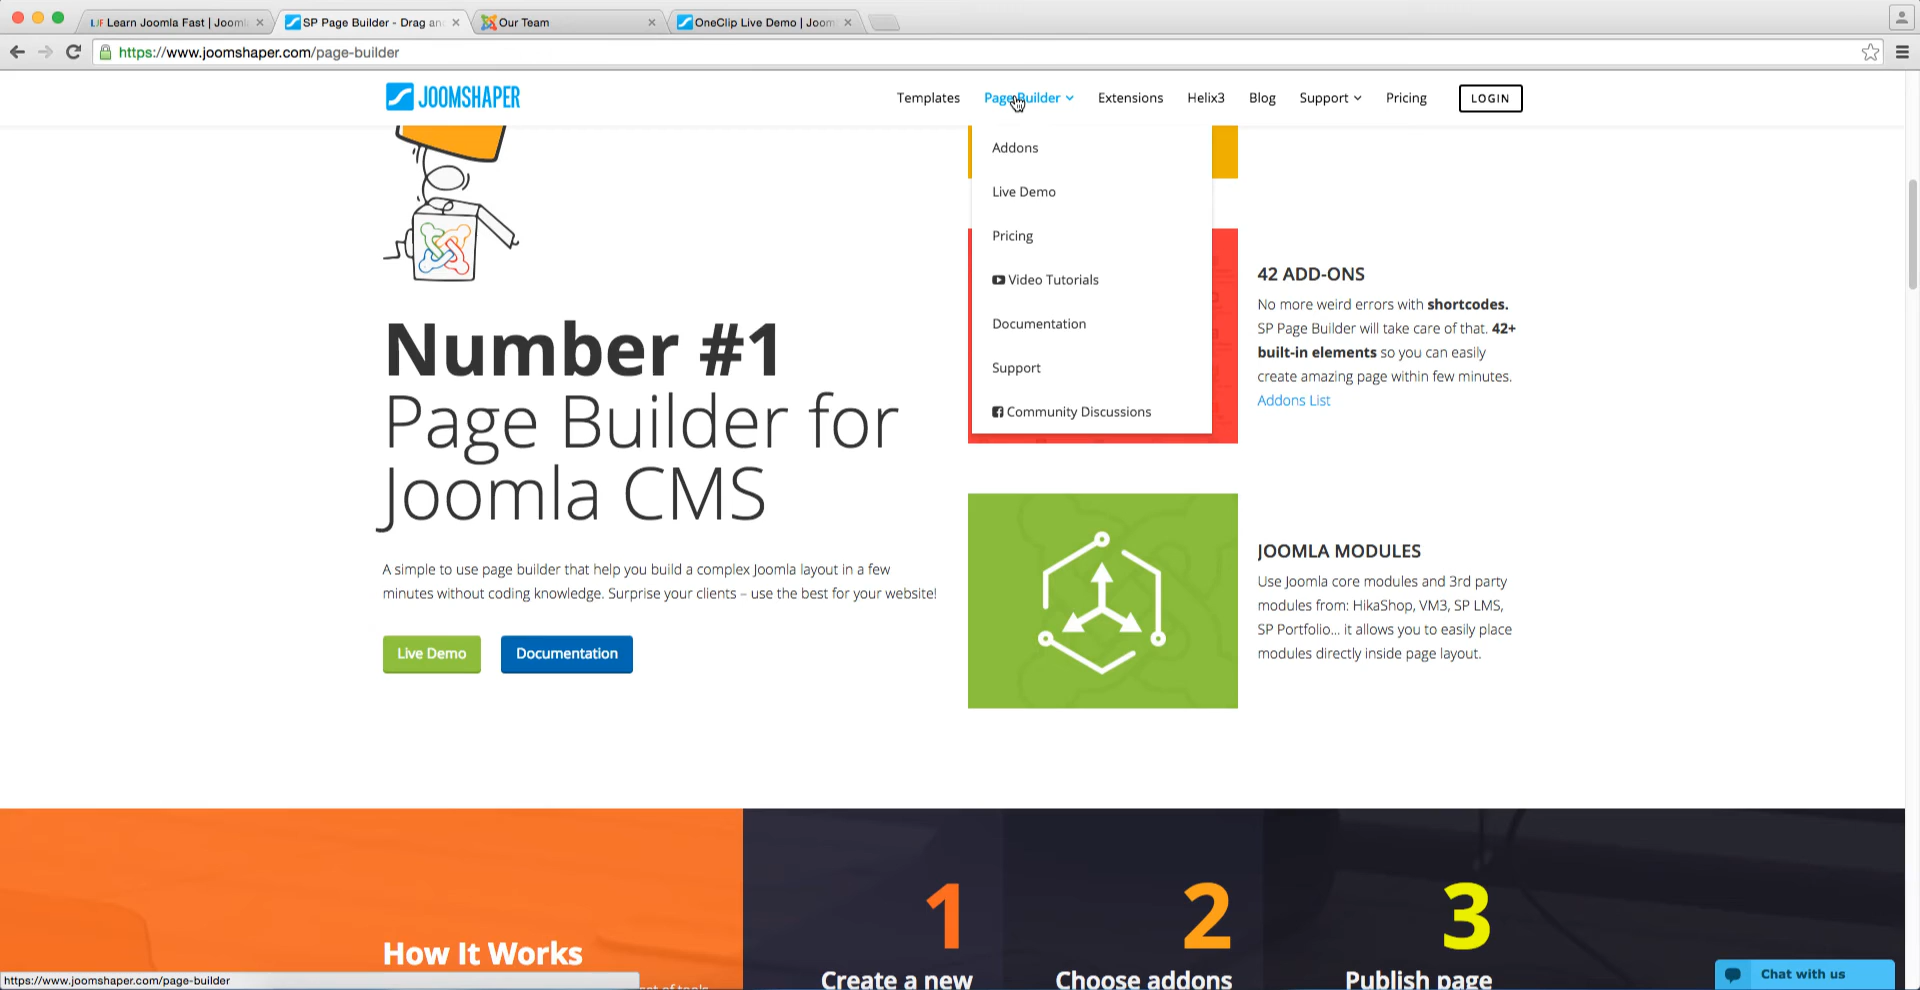 Learn Joomla Fast | Jooml
SP Page Builder - Drag an
Our Team
OneClip Live Demo | Joom
https://www.joomshaper.com/page-builder
JOOMSHAPER
Templates
Page Builder
Extensions
Helix3
Blog
Support
Pricing
LOGIN
Addons
Live Demo
Pricing
Video Tutorials
Documentation
Support
Community Discussions
Number #1
Page Builder for
Joomla CMS
A simple to use page builder that help you build a complex Joomla layout in a few
minutes without coding knowledge. Surprise your clients – use the best for your website!
Live Demo
Documentation
42 ADD-ONS
No more weird errors with shortcodes.
SP Page Builder will take care of that. 42+
built-in elements so you can easily
create amazing page within few minutes.
Addons List
JOOMLA MODULES
Use Joomla core modules and 3rd party
modules from: HikaShop, VM3, SP LMS,
SP Portfolio... it allows you to easily place
modules directly inside page layout.
How It Works
1
Create a new
2
Choose addons
3
Publish page
Chat with us
https://www.joomshaper.com/page-builder